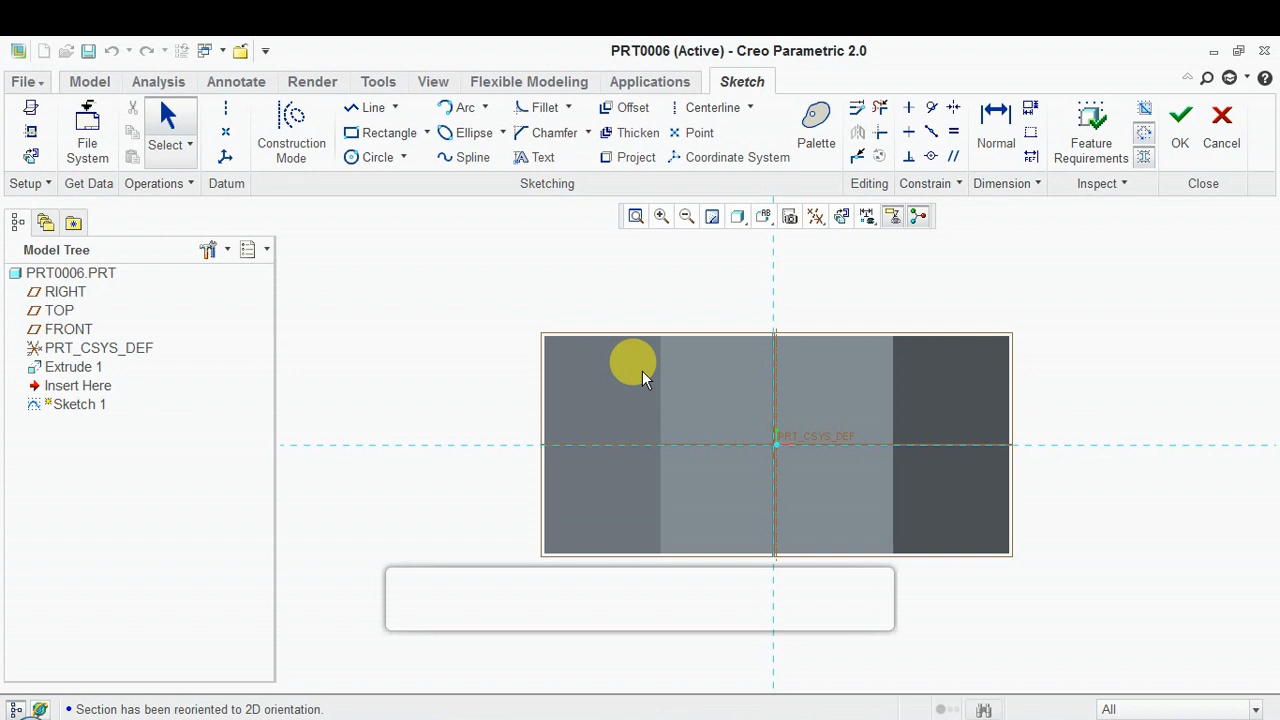 PRT0006 (Active) - Creo Parametric 2.0
File Model Analysis Annotate Render Tools View Flexible Modeling Applications Sketch
Line Arc Fillet Offset Centerline
Rectangle Ellipse Chamfer Thicken Point
Circle Spline Text Project Coordinate System
File System
Select
Construction Mode
Palette
Normal
Feature Requirements
OK Cancel
Setup Get Data Operations Datum Sketching Editing Constrain Dimension Inspect Close
Model Tree
PRT0006.PRT
RIGHT
TOP
FRONT
PRT_CSYS_DEF
Extrude 1
Insert Here
Sketch 1
PRT_CSYS_DEF
Section has been reoriented to 2D orientation.
All